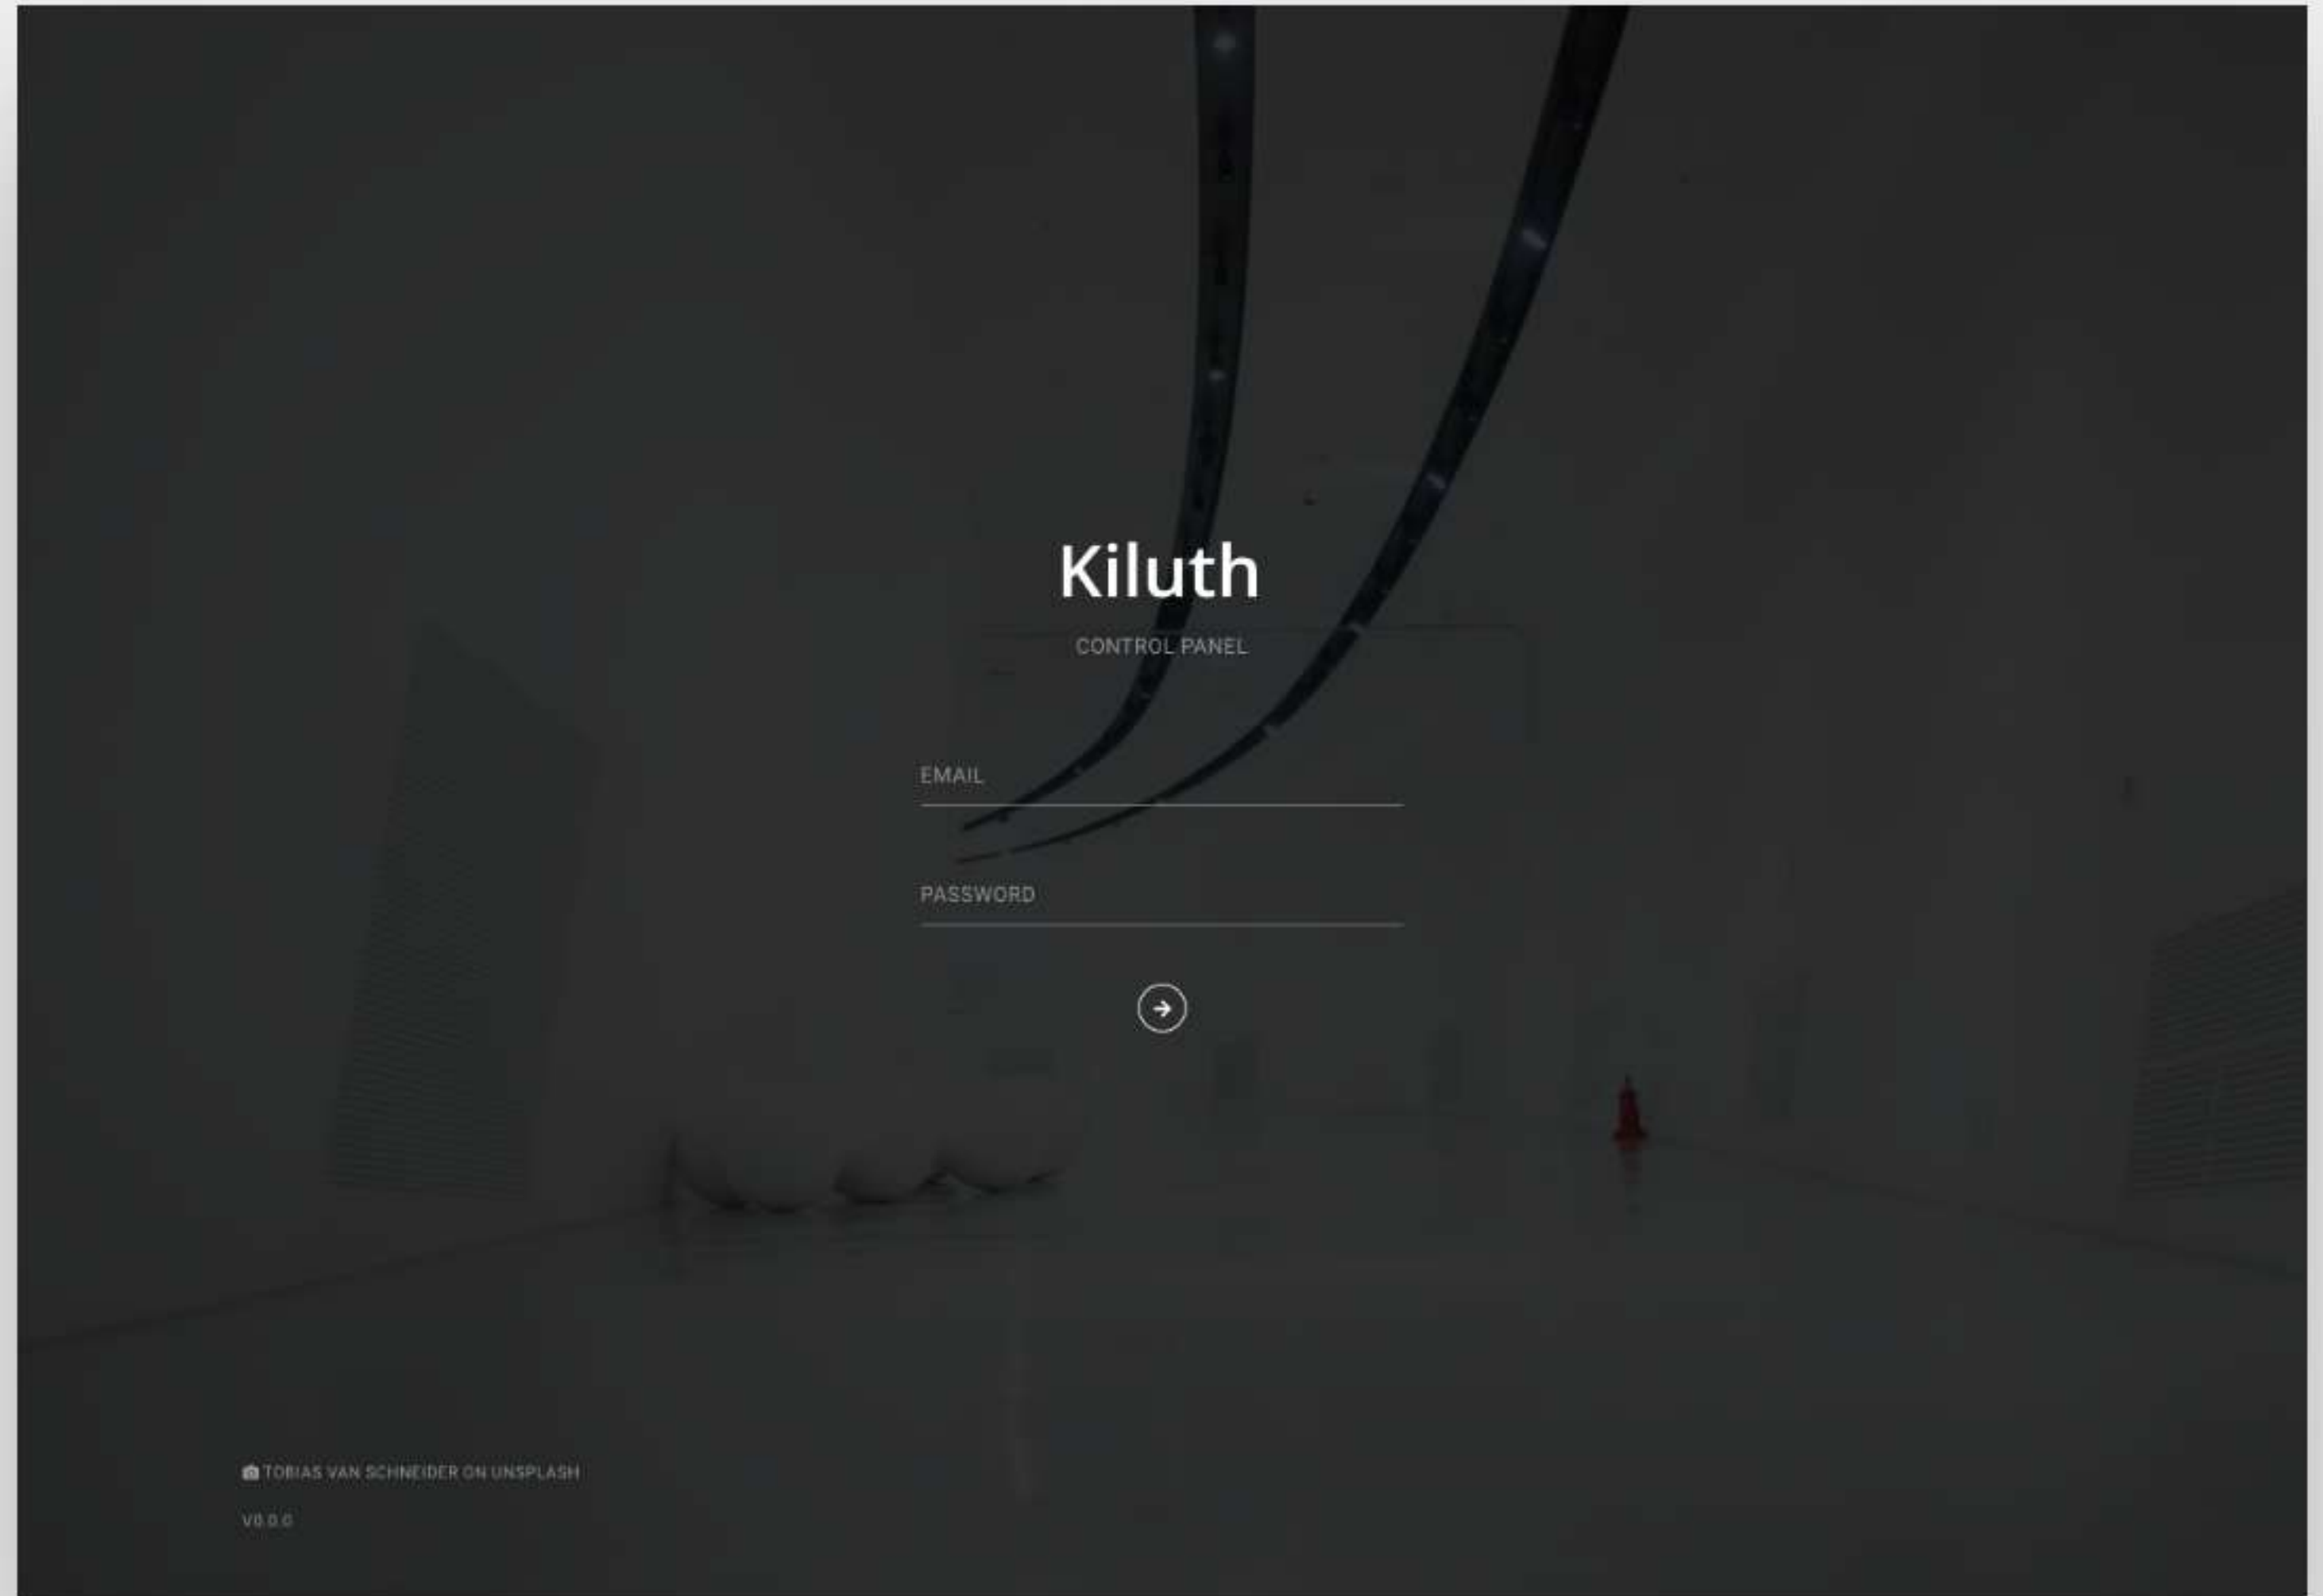 Kiluth
CONTROL PANEL
EMAIL
PASSWORD
TOBIAS VAN SCHNEIDER ON UNSPLASH
V0.0.0